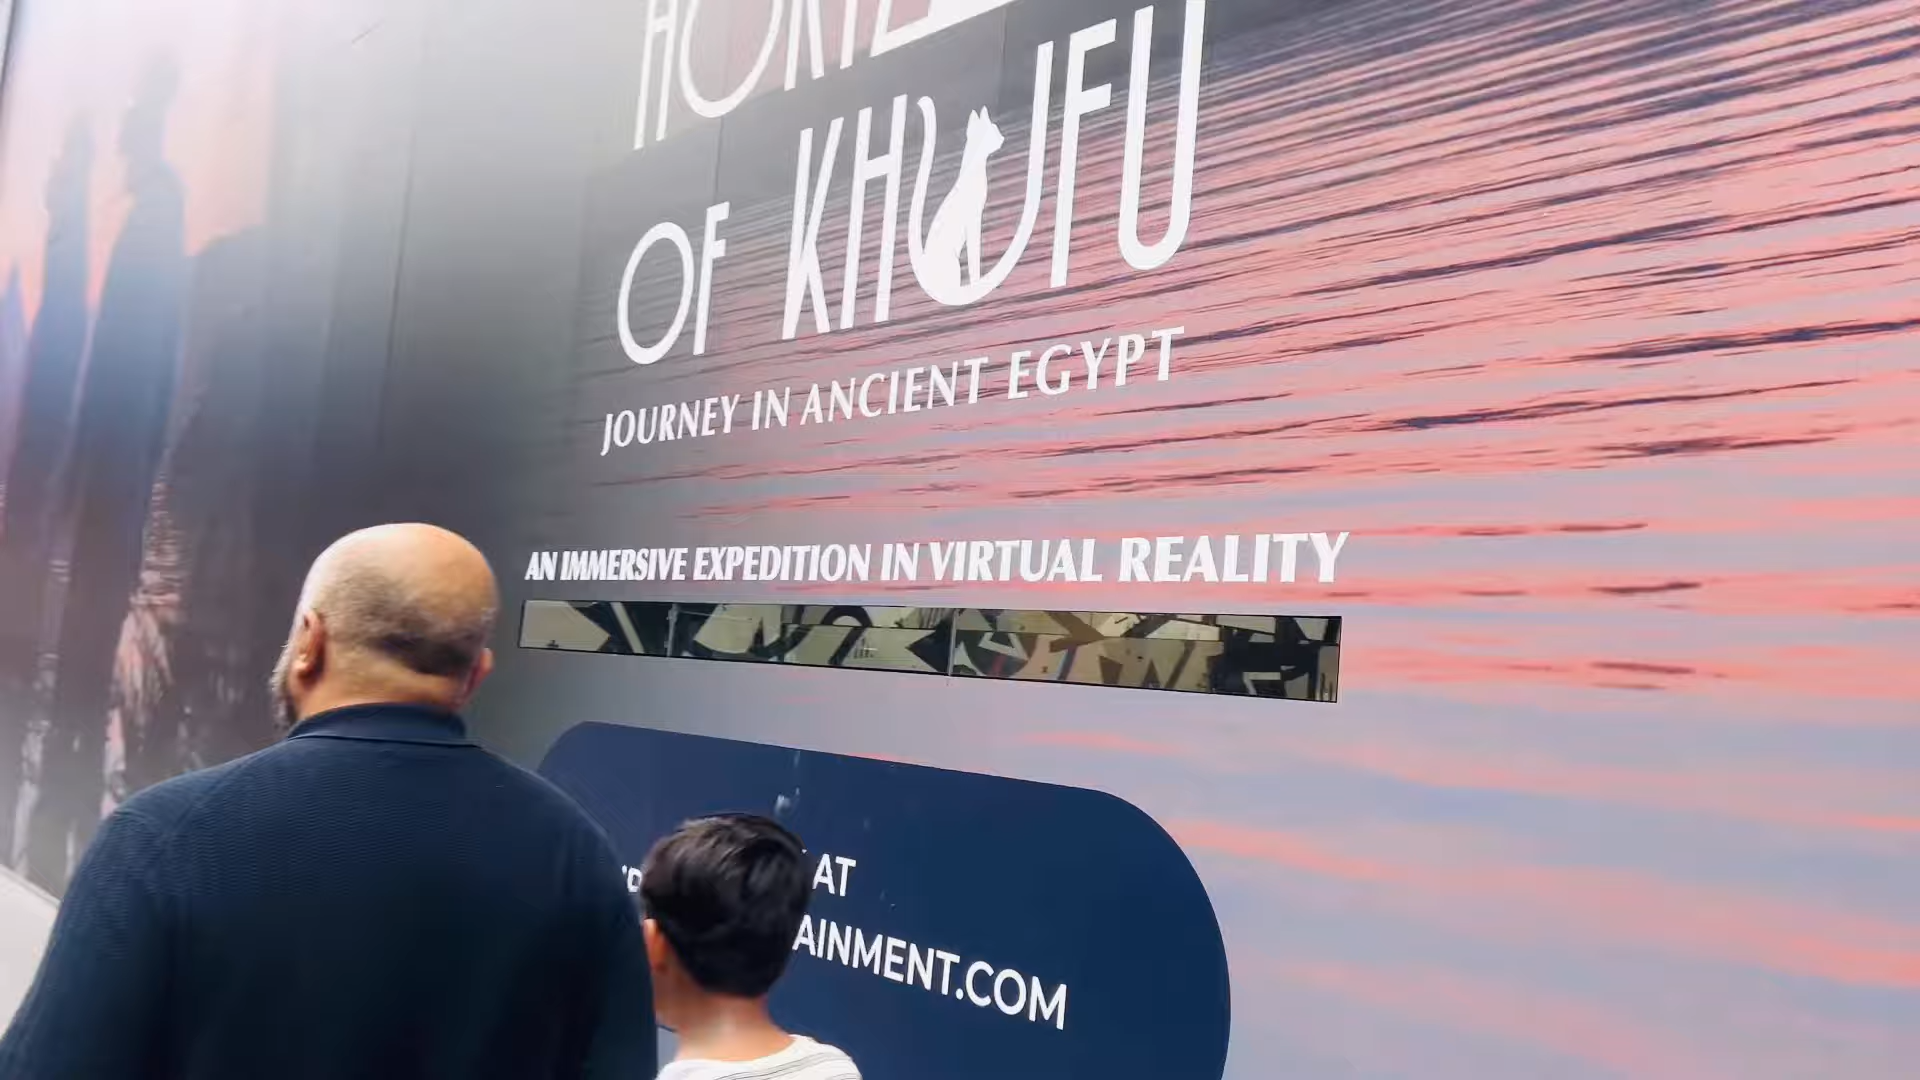 OF KHUFU
JOURNEY IN ANCIENT EGYPT
AN IMMERSIVE EXPEDITION IN VIRTUAL REALITY
AT
AINMENT.COM